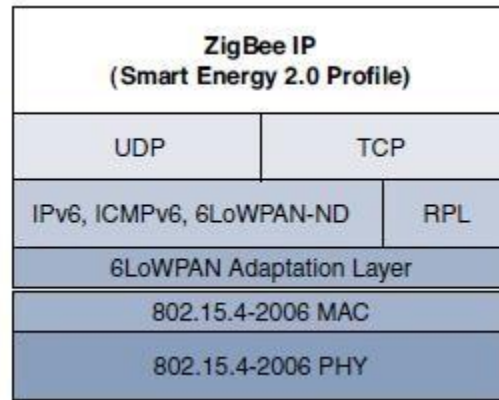 ZigBee IP
(Smart Energy 2.0 Profile)
UDP
TCP
IPv6, ICMPv6, 6LoWPAN-ND
RPL
6LoWPAN Adaptation Layer
802.15.4-2006 MAC
802.15.4-2006 PHY